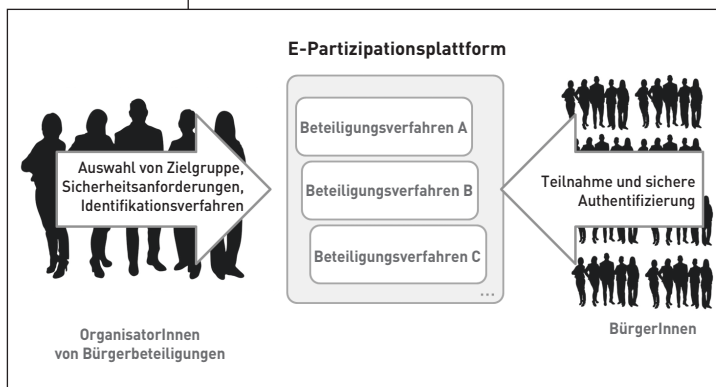 E-Partizipationsplattform
Auswahl von Zielgruppe,
Sicherheitsanforderungen,
Identifikationsverfahren
Beteiligungsverfahren A
Beteiligungsverfahren B
Beteiligungsverfahren C
...
Teilnahme und sichere
Authentifizierung
OrganisatorInnen
von Bürgerbeteiligungen
BürgerInnen